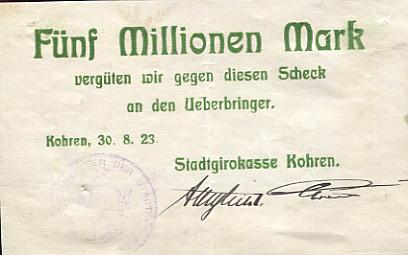 Fünf Millionen Mark
vergüten wir gegen diesen Scheck
an den Ueberbringer.
Kohren, 30. 8. 23.
Stadtgirokasse Kohren.